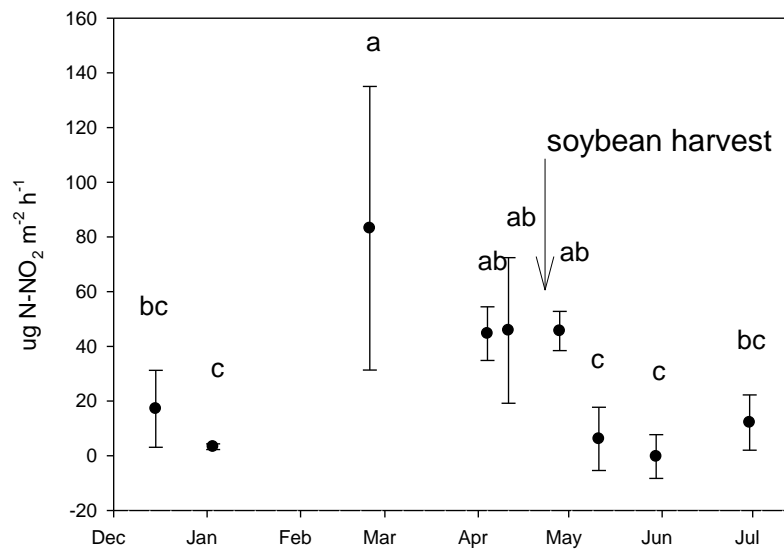 160
a
140
soybean harvest
120
100
ug N-NO₂ m⁻² h⁻¹
80
ab
ab
ab
60
bc
40
c
c
c
bc
20
0
-20
Dec Jan Feb Mar Apr May Jun Jul